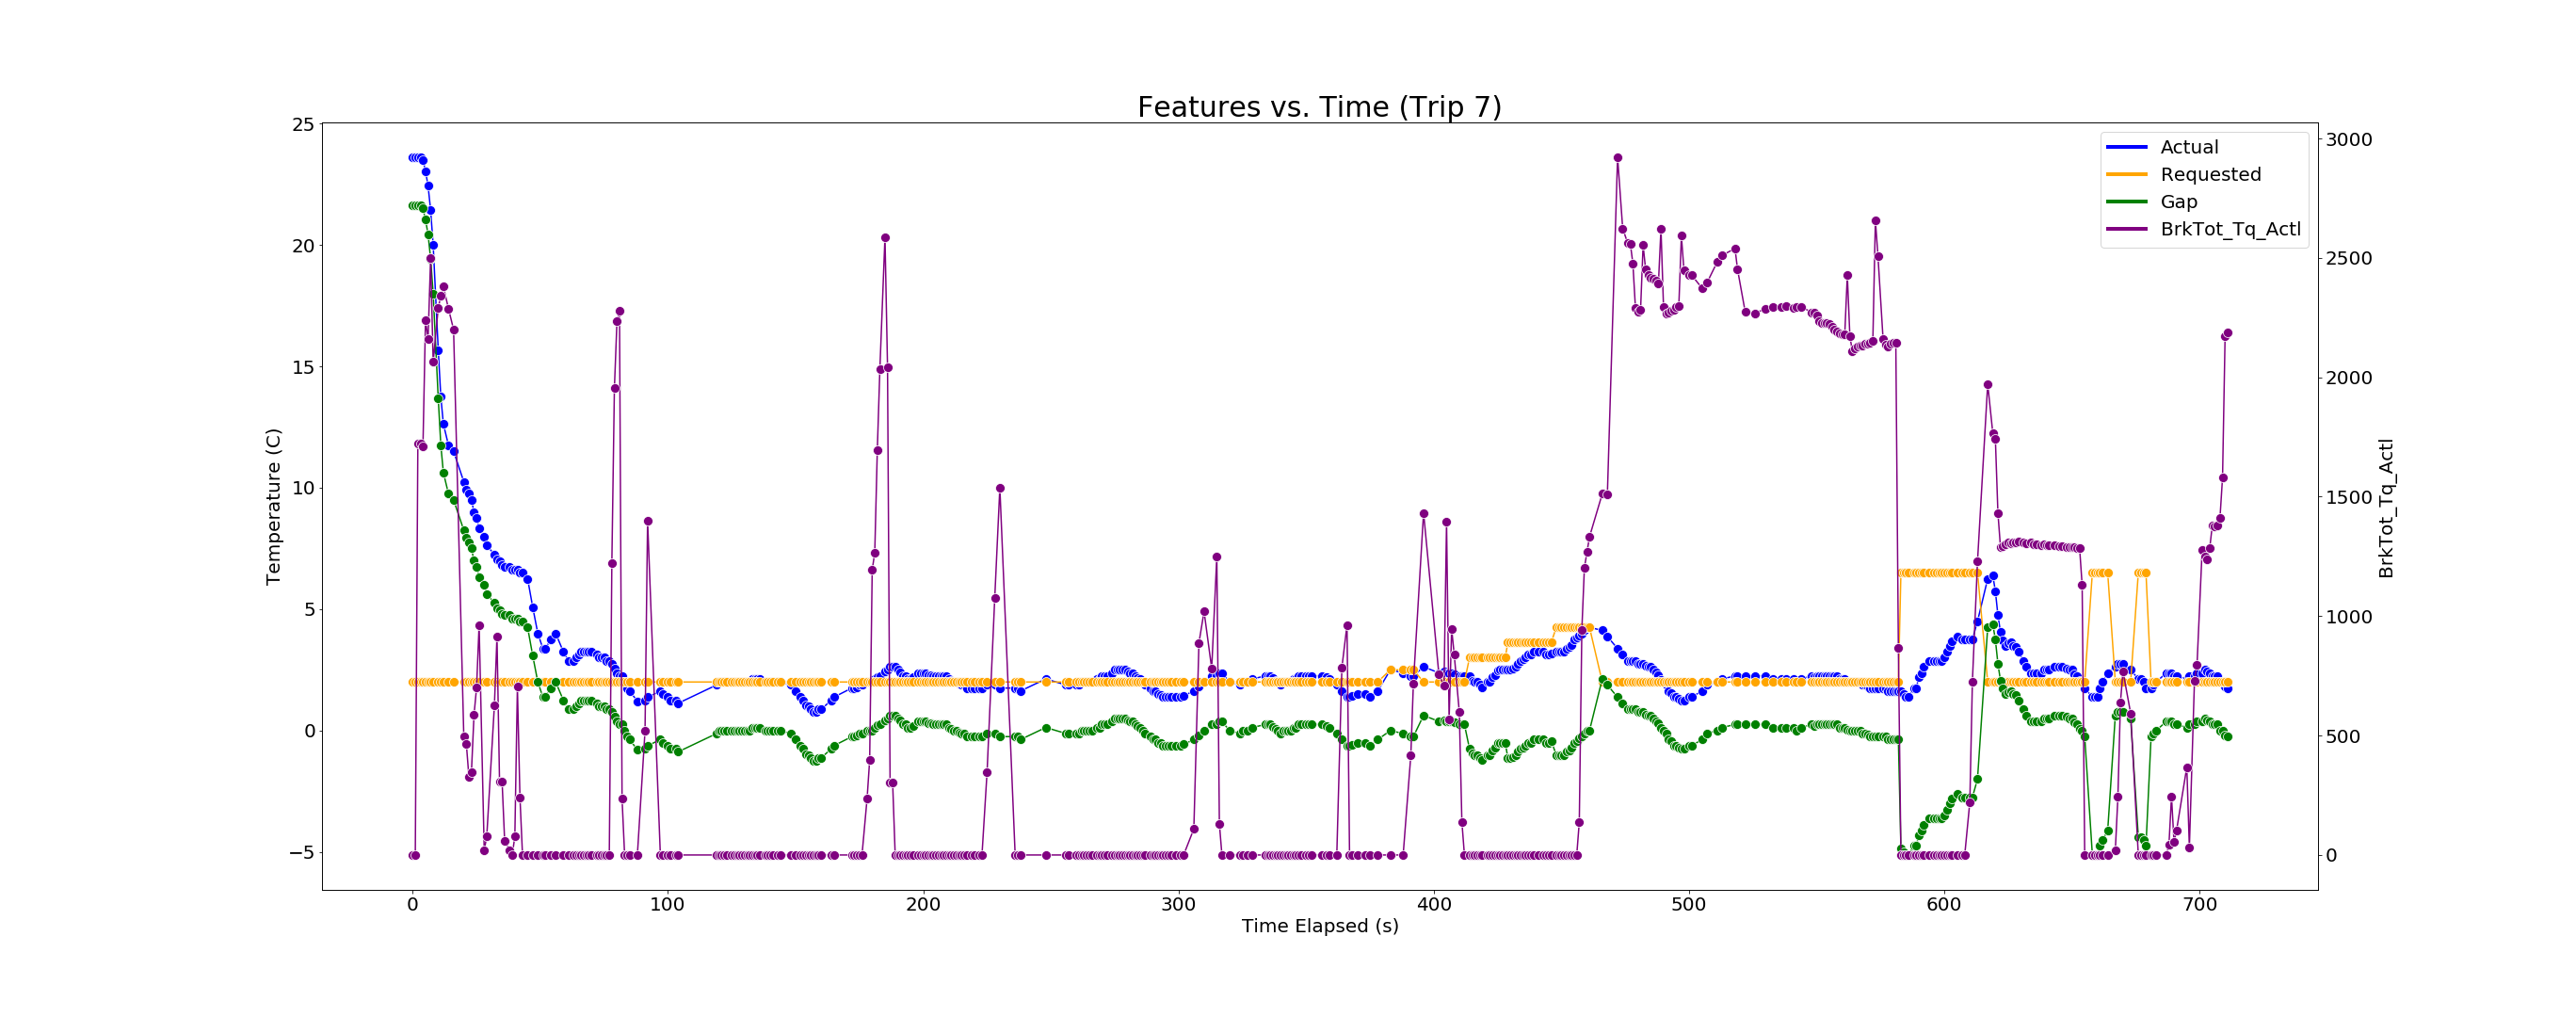 Features vs. Time (Trip 7)
Temperature (C)
25
20
15
10
5
0
−5
Actual
Requested
Gap
BrkTot_Tq_Actl
3000
2500
2000
1500
1000
500
0
BrkTot_Tq_Actl
0 100 200 300 400 500 600 700
Time Elapsed (s)